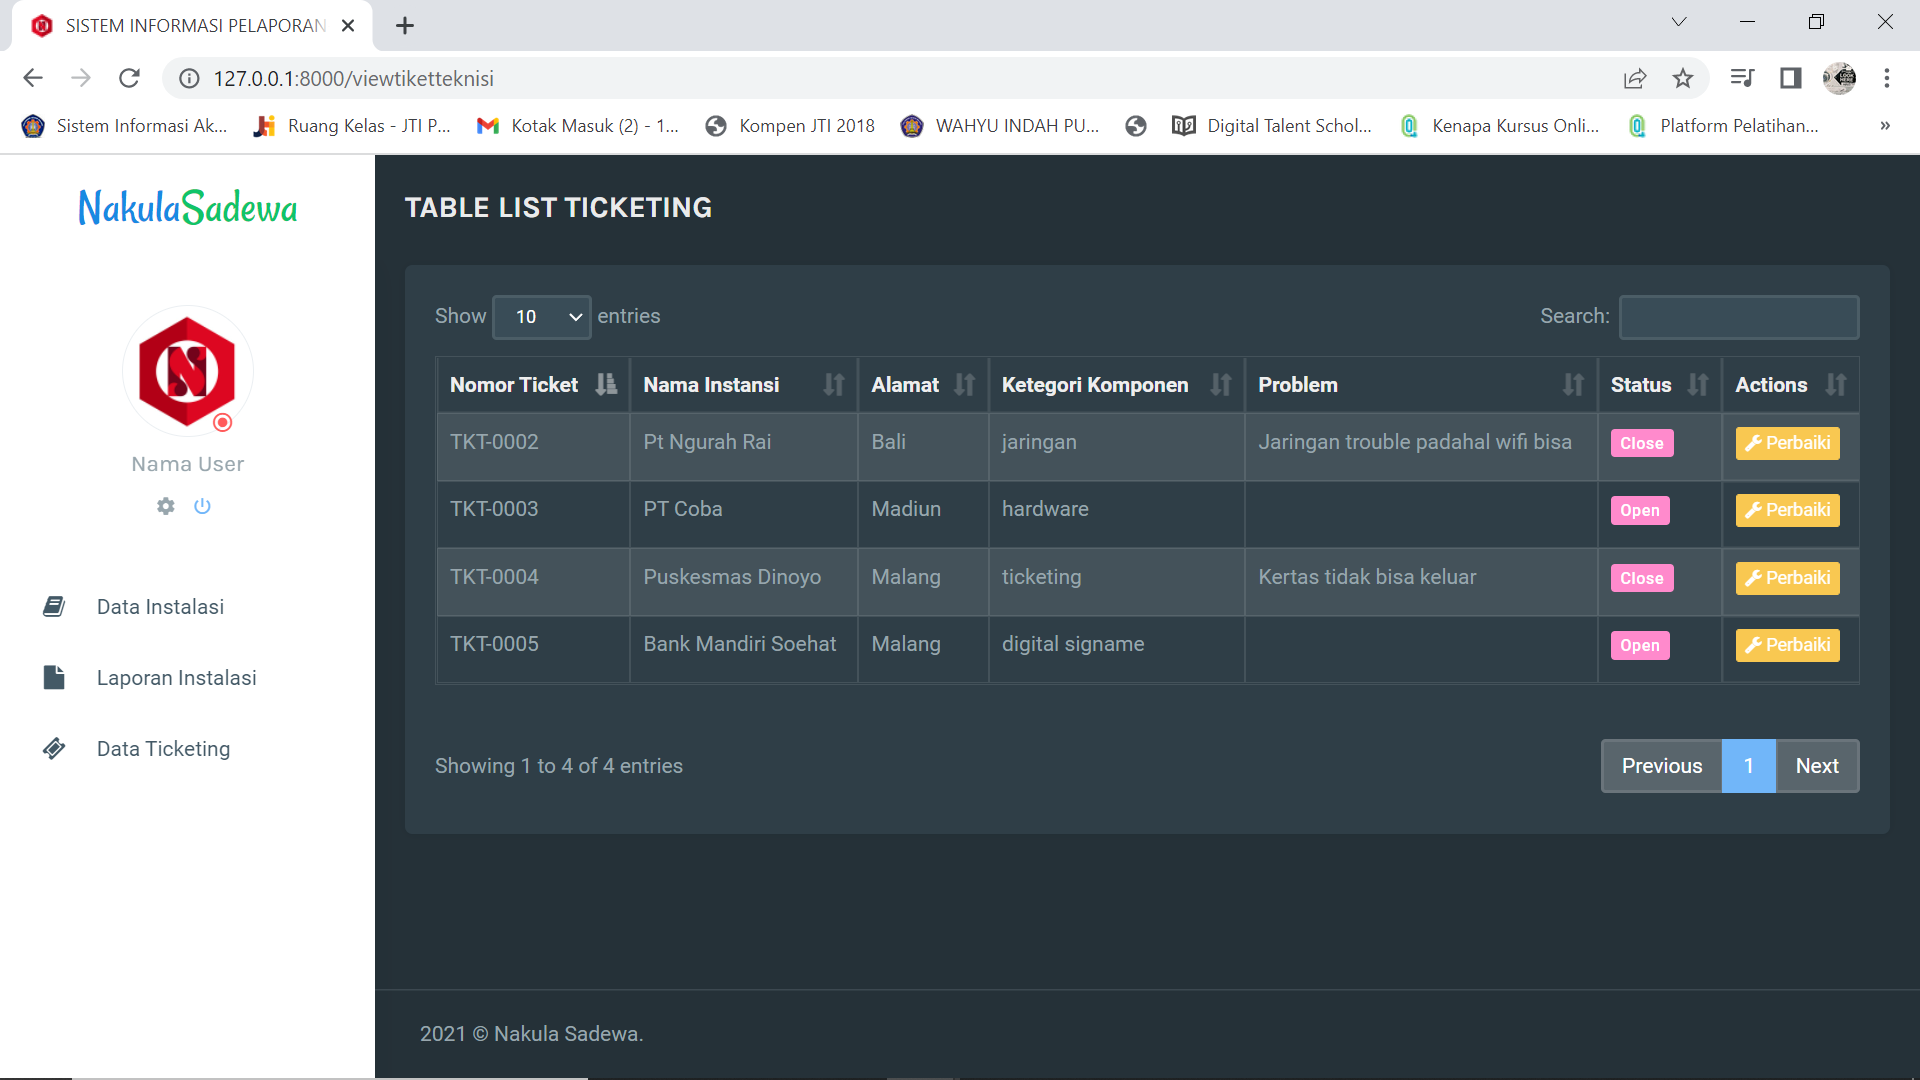 SISTEM INFORMASI PELAPORAN
127.0.0.1:8000/viewtiketteknisi
Sistem Informasi Ak... Ruang Kelas - JTI P... Kotak Masuk (2) - 1... Kompen JTI 2018 WAHYU INDAH PU... Digital Talent Schol... Kenapa Kursus Onli... Platform Pelatihan... »
NakulaSadewa
Nama User
Data Instalasi
Laporan Instalasi
Data Ticketing
TABLE LIST TICKETING
Show 10 entries Search:
Nomor Ticket Nama Instansi Alamat Ketegori Komponen Problem Status Actions
TKT-0002 Pt Ngurah Rai Bali jaringan Jaringan trouble padahal wifi bisa Close Perbaiki
TKT-0003 PT Coba Madiun hardware Open Perbaiki
TKT-0004 Puskesmas Dinoyo Malang ticketing Kertas tidak bisa keluar Close Perbaiki
TKT-0005 Bank Mandiri Soehat Malang digital signame Open Perbaiki
Showing 1 to 4 of 4 entries Previous 1 Next
2021 © Nakula Sadewa.